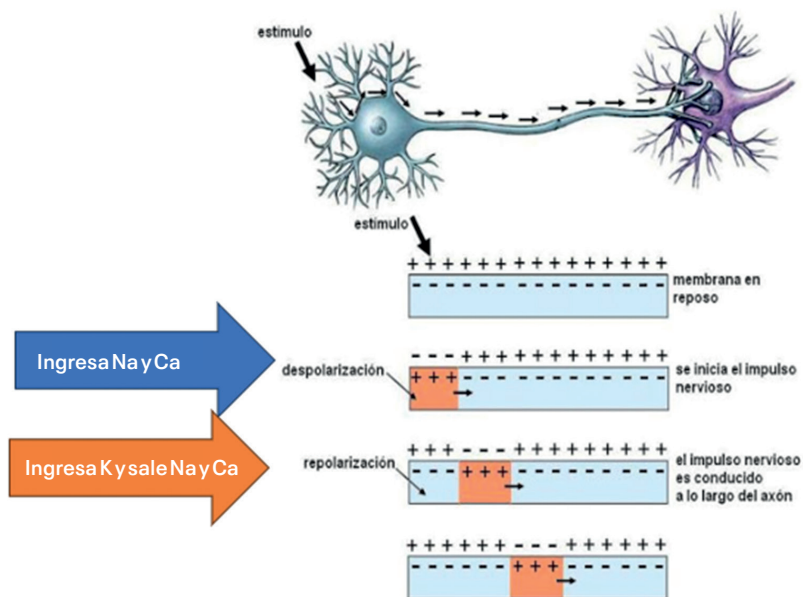 estimulo
estimulo
+ + + + + + + + + + + + + + +
- - - - - - - - - - - - - -
membrana en
reposo
Ingresa Na y Ca
despolarización
- - - + + + + + + + + + + + +
+ + + - - - - - - - - - - -
se inicia el impulso
nervioso
Ingresa K y sale Na y Ca
repolarización
+ + + - - - + + + + + + + + +
- - + + + - - - - - - - - -
el impulso nervioso
es conducido
a lo largo del axón
+ + + + + + - - - + + + + + +
- - - - - - + + + - - - - - -